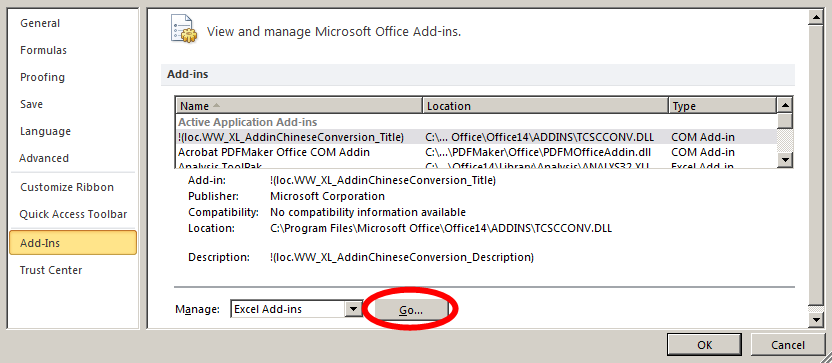 General
Formulas
Proofing
Save
Language
Advanced
Customize Ribbon
Quick Access Toolbar
Add-Ins
Trust Center
View and manage Microsoft Office Add-ins.
Add-ins
Name Location Type
Active Application Add-ins
!(loc.WW_XL_AddinChineseConversion_Title) C:\... Office\Office14\ADDINS\TCSCCONV.DLL COM Add-in
Acrobat PDFMaker Office COM Addin C:\...\PDFMaker\Office\PDFMOfficeAddin.dll COM Add-in
Analysis ToolPak C:\...Office14\Library\Analysis\ANALYS32.XLL Excel Add-in
Add-in: !(loc.WW_XL_AddinChineseConversion_Title)
Publisher: Microsoft Corporation
Compatibility: No compatibility information available
Location: C:\Program Files\Microsoft Office\Office14\ADDINS\TCSCCONV.DLL
Description: !(loc.WW_XL_AddinChineseConversion_Description)
Manage: Excel Add-ins Go...
OK Cancel